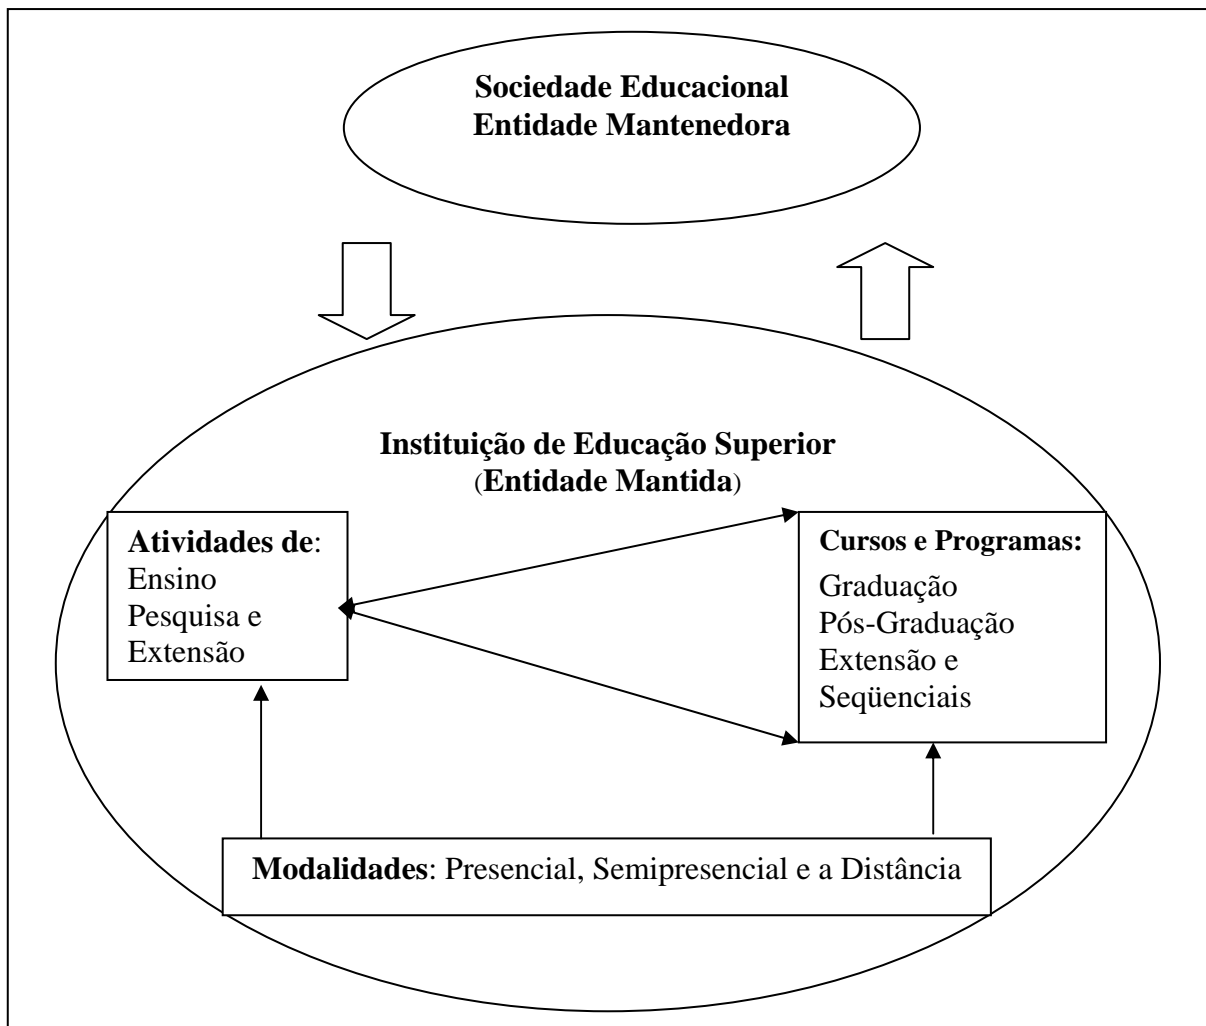 Sociedade Educacional
Entidade Mantenedora
Instituição de Educação Superior
(Entidade Mantida)
Atividades de:
Ensino
Pesquisa e
Extensão
Cursos e Programas:
Graduação
Pós-Graduação
Extensão e
Seqüenciais
Modalidades: Presencial, Semipresencial e a Distância